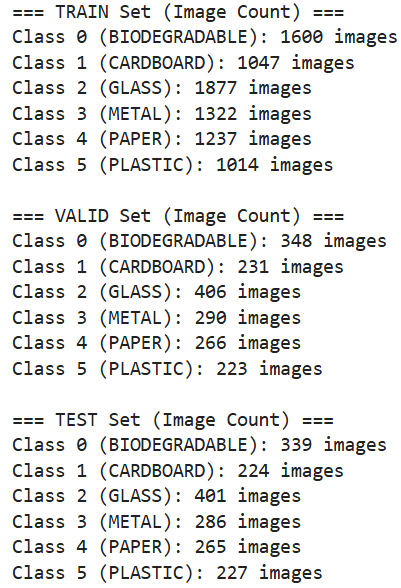 === TRAIN Set (Image Count) ===
Class 0 (BIODEGRADABLE): 1600 images
Class 1 (CARDBOARD): 1047 images
Class 2 (GLASS): 1877 images
Class 3 (METAL): 1322 images
Class 4 (PAPER): 1237 images
Class 5 (PLASTIC): 1014 images
=== VALID Set (Image Count) ===
Class 0 (BIODEGRADABLE): 348 images
Class 1 (CARDBOARD): 231 images
Class 2 (GLASS): 406 images
Class 3 (METAL): 290 images
Class 4 (PAPER): 266 images
Class 5 (PLASTIC): 223 images
=== TEST Set (Image Count) ===
Class 0 (BIODEGRADABLE): 339 images
Class 1 (CARDBOARD): 224 images
Class 2 (GLASS): 401 images
Class 3 (METAL): 286 images
Class 4 (PAPER): 265 images
Class 5 (PLASTIC): 227 images